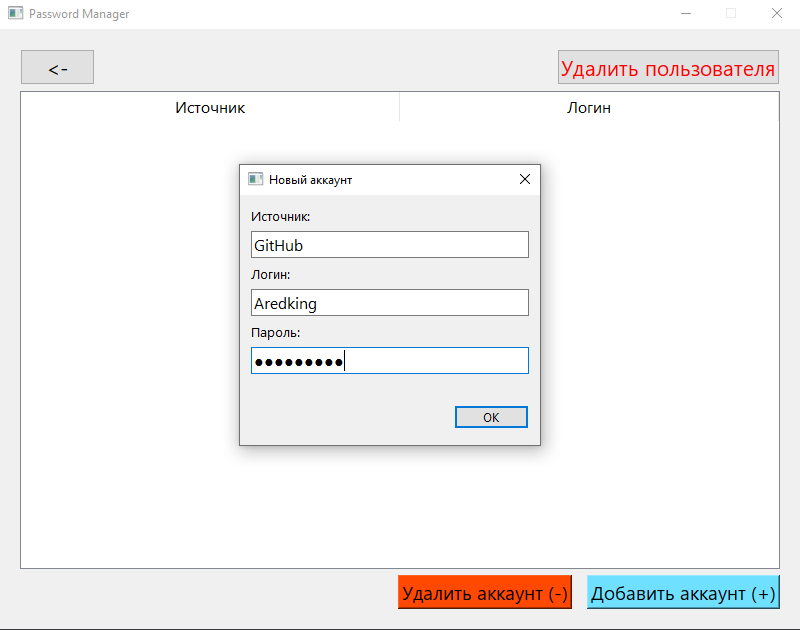 Password Manager
<-
Удалить пользователя
Источник
Логин
Новый аккаунт
Источник:
GitHub
Логин:
Aredking
Пароль:
●●●●●●●●●
OK
Удалить аккаунт (-)
Добавить аккаунт (+)